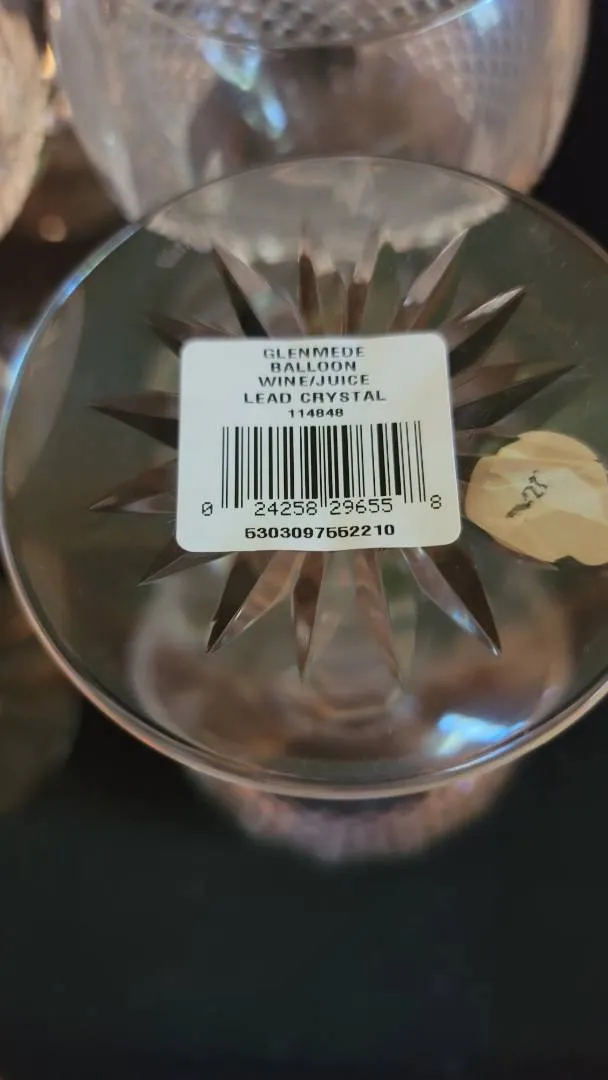 GLENMEDE
BALLOON
WINE/JUICE
LEAD CRYSTAL
114848
0 24258 29655 8
5303097552210